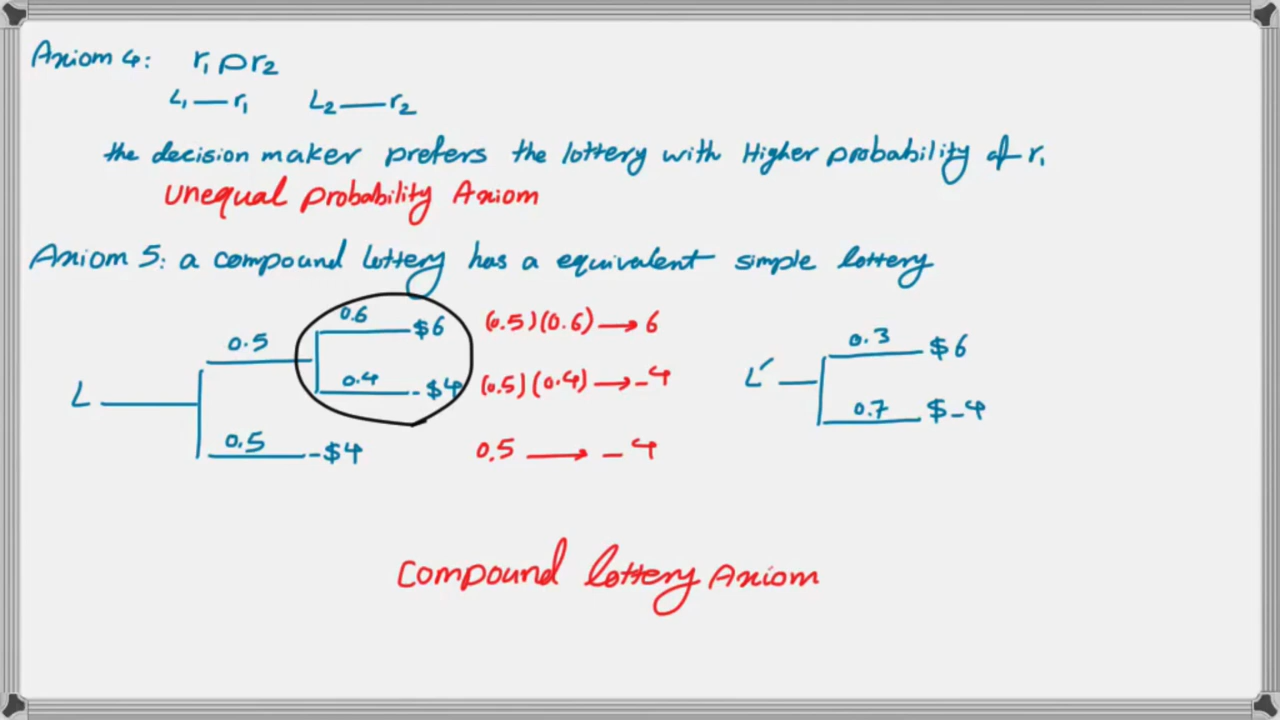 Axiom 4: r1 p r2
L1 — r1 L2 — r2
the decision maker prefers the lottery with Higher probability of r1
Unequal probability Axiom
Axiom 5: a compound lottery has a equivalent simple lottery
0.6 $6 (0.5)(0.6) → 6
0.5
0.3 $6
L 0.4 -$4 (0.5)(0.4) → -4
L′ 0.7 $-4
0.5 -$4 0.5 → -4
Compound lottery Axiom